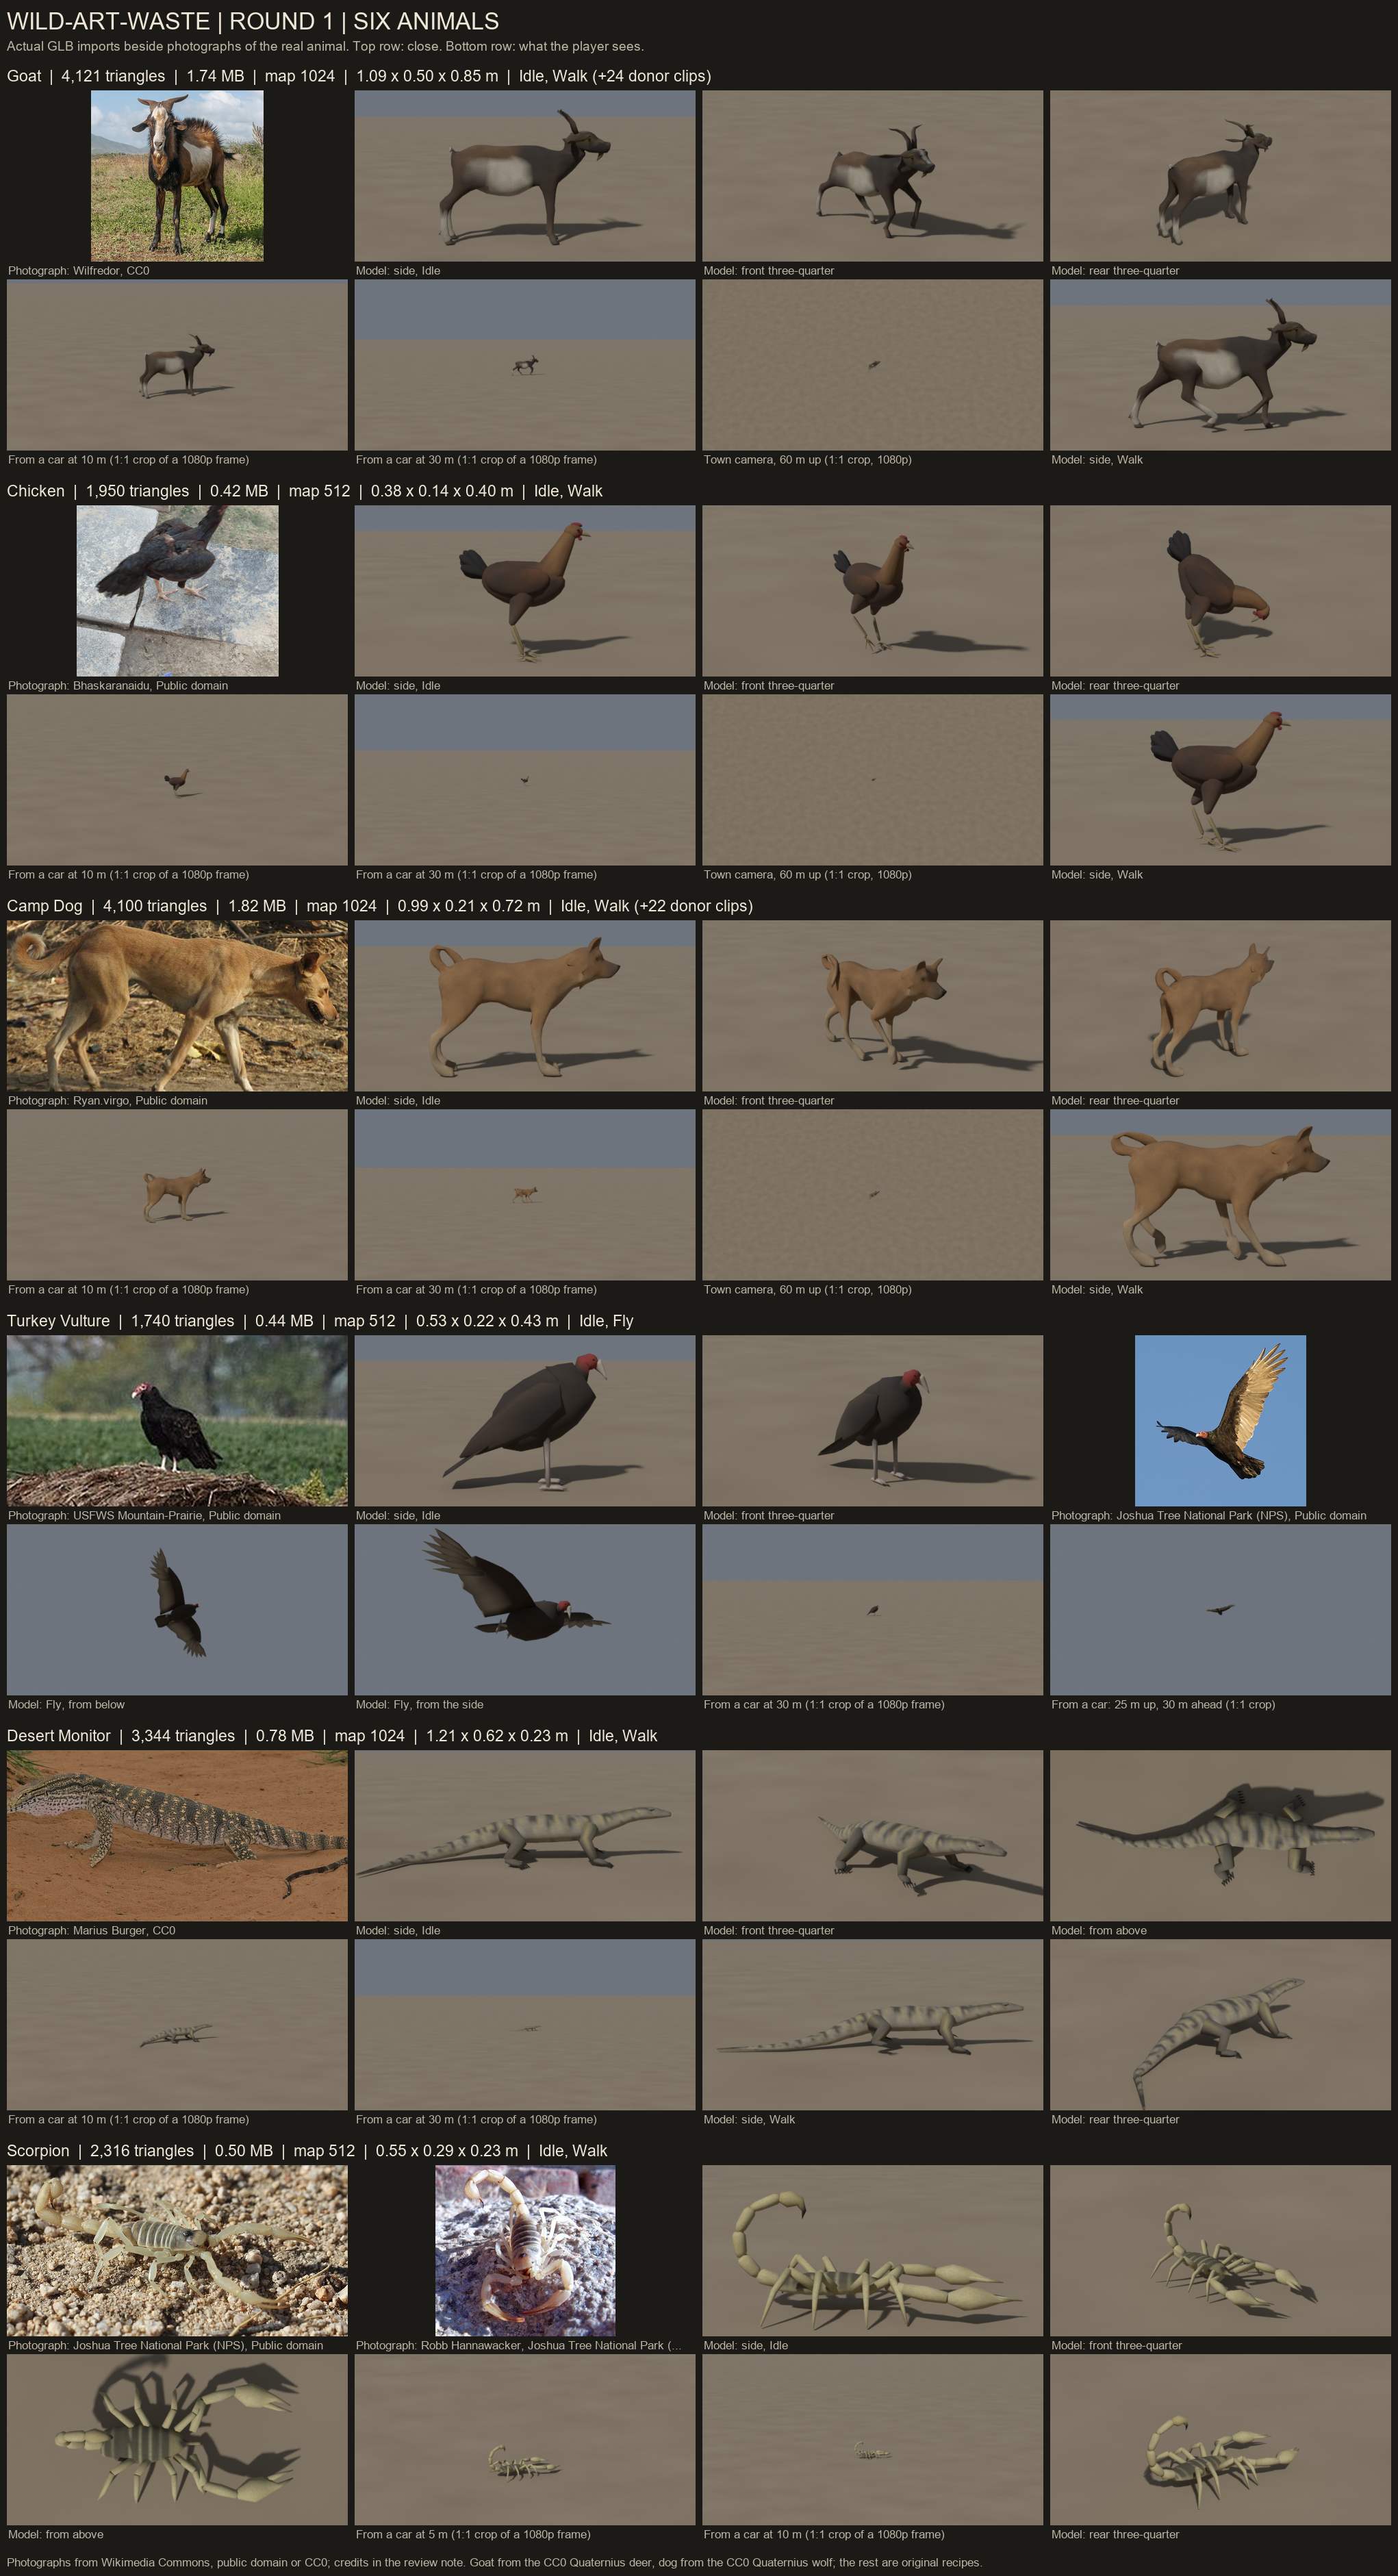 WILD-ART-WASTE | ROUND 1 | SIX ANIMALS
Actual GLB imports beside photographs of the real animal. Top row: close. Bottom row: what the player sees.
Goat | 4,121 triangles | 1.74 MB | map 1024 | 1.09 x 0.50 x 0.85 m | Idle, Walk (+24 donor clips)
Photograph: Wilfredor, CC0
Model: side, Idle
Model: front three-quarter
Model: rear three-quarter
From a car at 10 m (1:1 crop of a 1080p frame)
From a car at 30 m (1:1 crop of a 1080p frame)
Town camera, 60 m up (1:1 crop, 1080p)
Model: side, Walk
Chicken | 1,950 triangles | 0.42 MB | map 512 | 0.38 x 0.14 x 0.40 m | Idle, Walk
Photograph: Bhaskaranaidu, Public domain
Model: side, Idle
Model: front three-quarter
Model: rear three-quarter
From a car at 10 m (1:1 crop of a 1080p frame)
From a car at 30 m (1:1 crop of a 1080p frame)
Town camera, 60 m up (1:1 crop, 1080p)
Model: side, Walk
Camp Dog | 4,100 triangles | 1.82 MB | map 1024 | 0.99 x 0.21 x 0.72 m | Idle, Walk (+22 donor clips)
Photograph: Ryan.virgo, Public domain
Model: side, Idle
Model: front three-quarter
Model: rear three-quarter
From a car at 10 m (1:1 crop of a 1080p frame)
From a car at 30 m (1:1 crop of a 1080p frame)
Town camera, 60 m up (1:1 crop, 1080p)
Model: side, Walk
Turkey Vulture | 1,740 triangles | 0.44 MB | map 512 | 0.53 x 0.22 x 0.43 m | Idle, Fly
Photograph: USFWS Mountain-Prairie, Public domain
Model: side, Idle
Model: front three-quarter
Photograph: Joshua Tree National Park (NPS), Public domain
Model: Fly, from below
Model: Fly, from the side
From a car at 30 m (1:1 crop of a 1080p frame)
From a car: 25 m up, 30 m ahead (1:1 crop)
Desert Monitor | 3,344 triangles | 0.78 MB | map 1024 | 1.21 x 0.62 x 0.23 m | Idle, Walk
Photograph: Marius Burger, CC0
Model: side, Idle
Model: front three-quarter
Model: from above
From a car at 10 m (1:1 crop of a 1080p frame)
From a car at 30 m (1:1 crop of a 1080p frame)
Model: side, Walk
Model: rear three-quarter
Scorpion | 2,316 triangles | 0.50 MB | map 512 | 0.55 x 0.29 x 0.23 m | Idle, Walk
Photograph: Joshua Tree National Park (NPS), Public domain
Photograph: Robb Hannawacker, Joshua Tree National Park (...
Model: side, Idle
Model: front three-quarter
Model: from above
From a car at 5 m (1:1 crop of a 1080p frame)
From a car at 10 m (1:1 crop of a 1080p frame)
Model: rear three-quarter
Photographs from Wikimedia Commons, public domain or CC0; credits in the review note. Goat from the CC0 Quaternius deer, dog from the CC0 Quaternius wolf; the rest are original recipes.